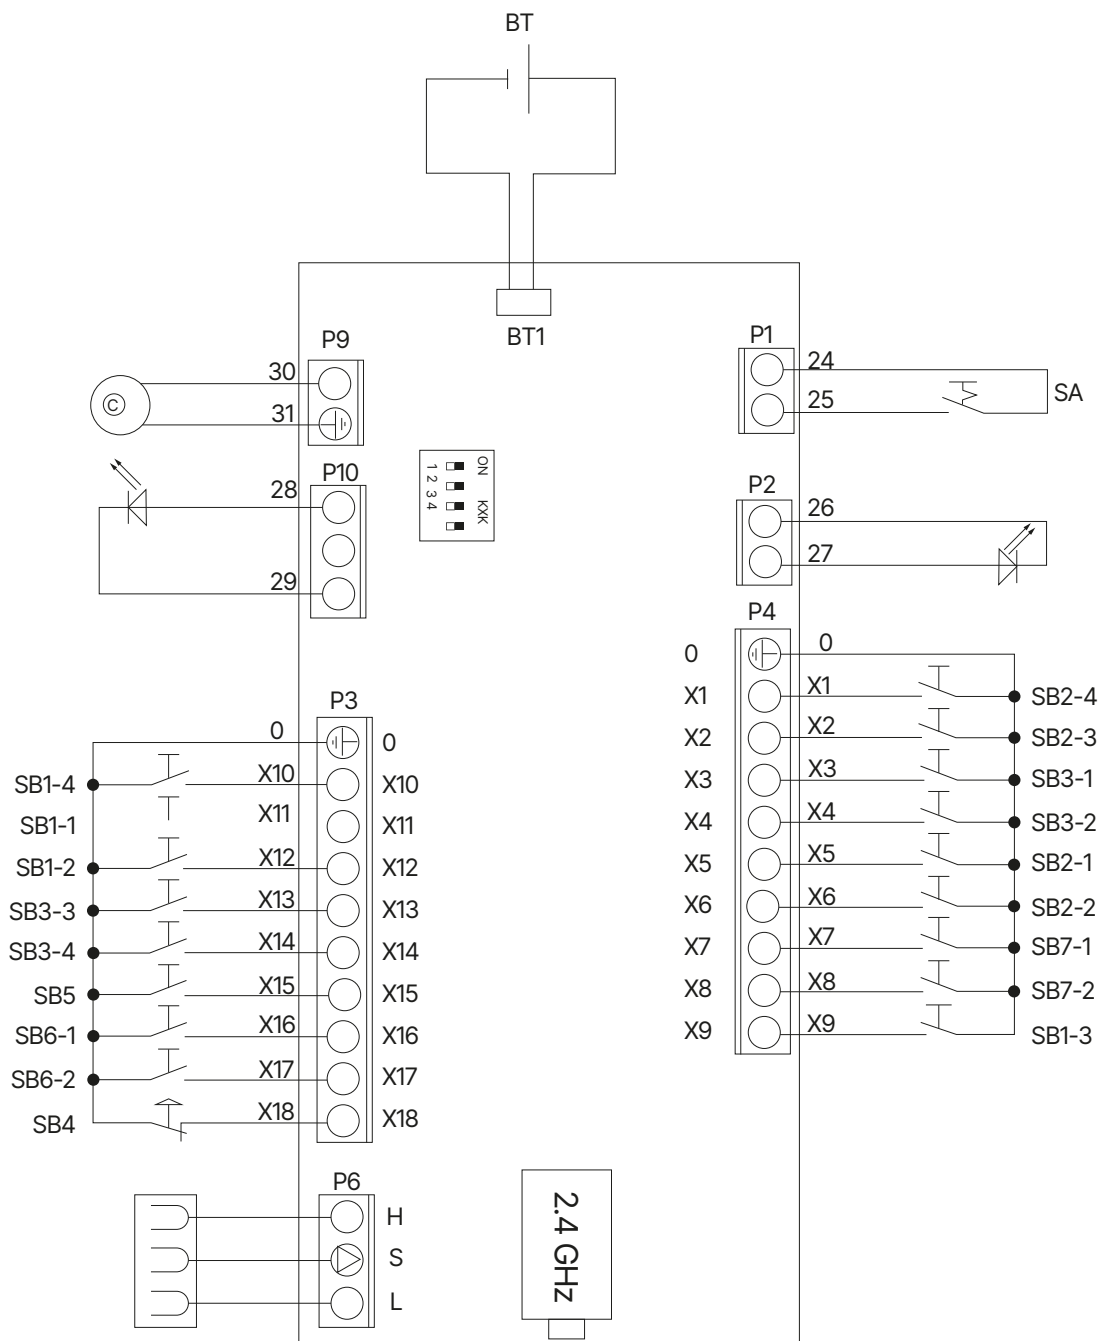 BT
BT1
P9
30
31
C
P10
28
29
ON
KXK
1 2 3 4
P1
24
25
SA
P2
26
27
P4
0 0
X1 X1 SB2-4
X2 X2 SB2-3
X3 X3 SB3-1
X4 X4 SB3-2
X5 X5 SB2-1
X6 X6 SB2-2
X7 X7 SB7-1
X8 X8 SB7-2
X9 X9 SB1-3
P3
0 0
SB1-4 X10 X10
SB1-1 X11 X11
SB1-2 X12 X12
SB3-3 X13 X13
SB3-4 X14 X14
SB5 X15 X15
SB6-1 X16 X16
SB6-2 X17 X17
SB4 X18 X18
P6
H
S
L
2.4 GHz